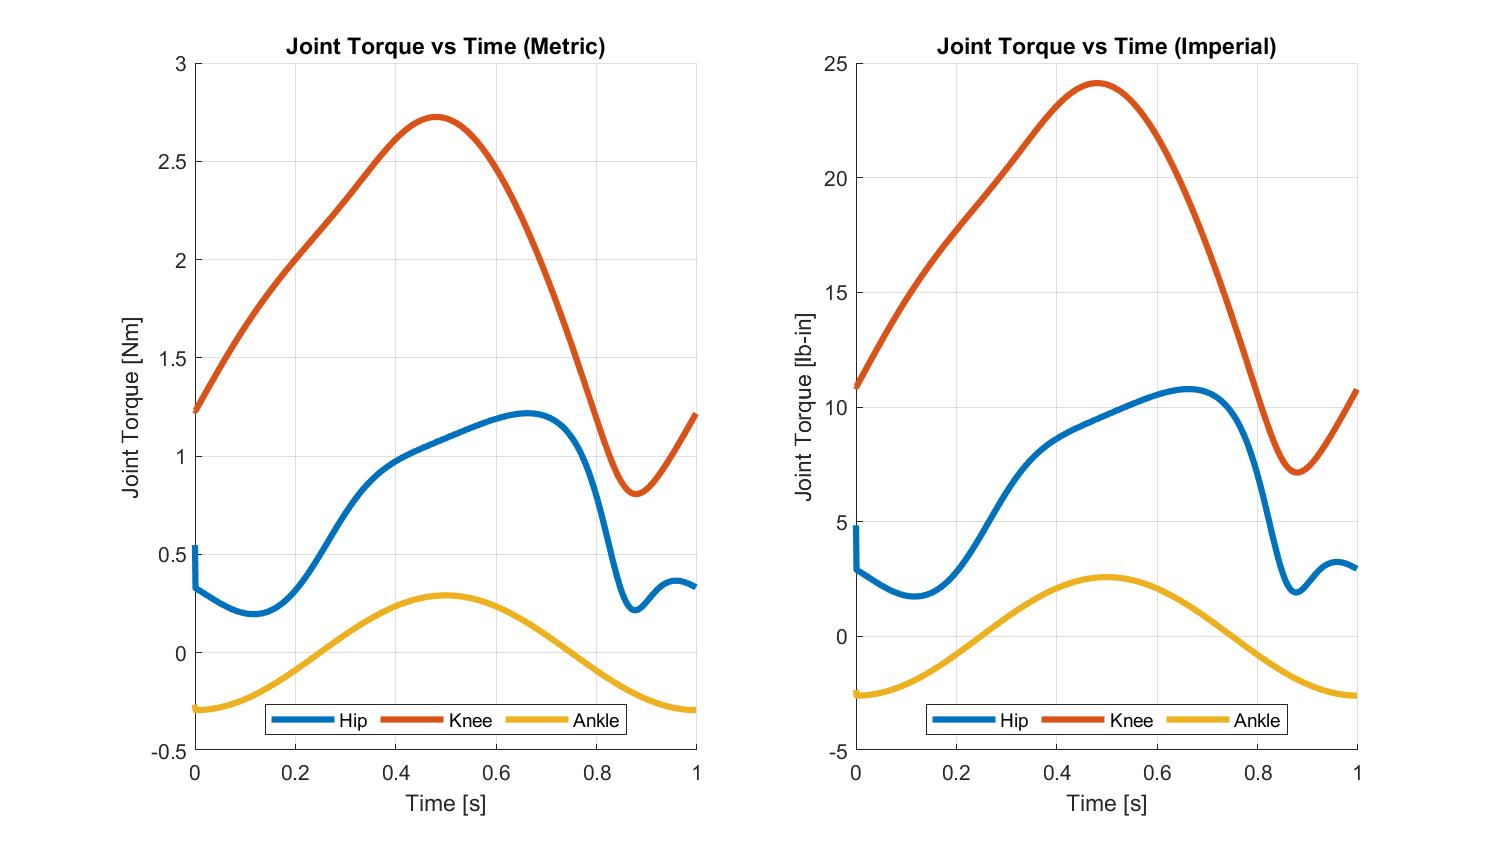 Joint Torque vs Time (Metric)
3
2.5
2
1.5
1
0.5
0
-0.5
Joint Torque [Nm]
Hip Knee Ankle
0 0.2 0.4 0.6 0.8 1
Time [s]
Joint Torque vs Time (Imperial)
25
20
15
10
5
0
-5
Joint Torque [lb-in]
Hip Knee Ankle
0 0.2 0.4 0.6 0.8 1
Time [s]